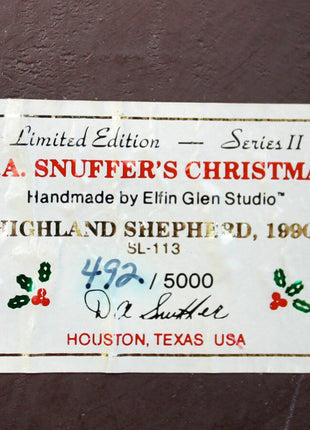 Limited Edition — Series II
.A. SNUFFER'S CHRISTMA
Handmade by Elfin Glen Studio™
HIGHLAND SHEPHERD, 1990
SL-113
492 / 5000
D.A. Snuffer
HOUSTON, TEXAS USA